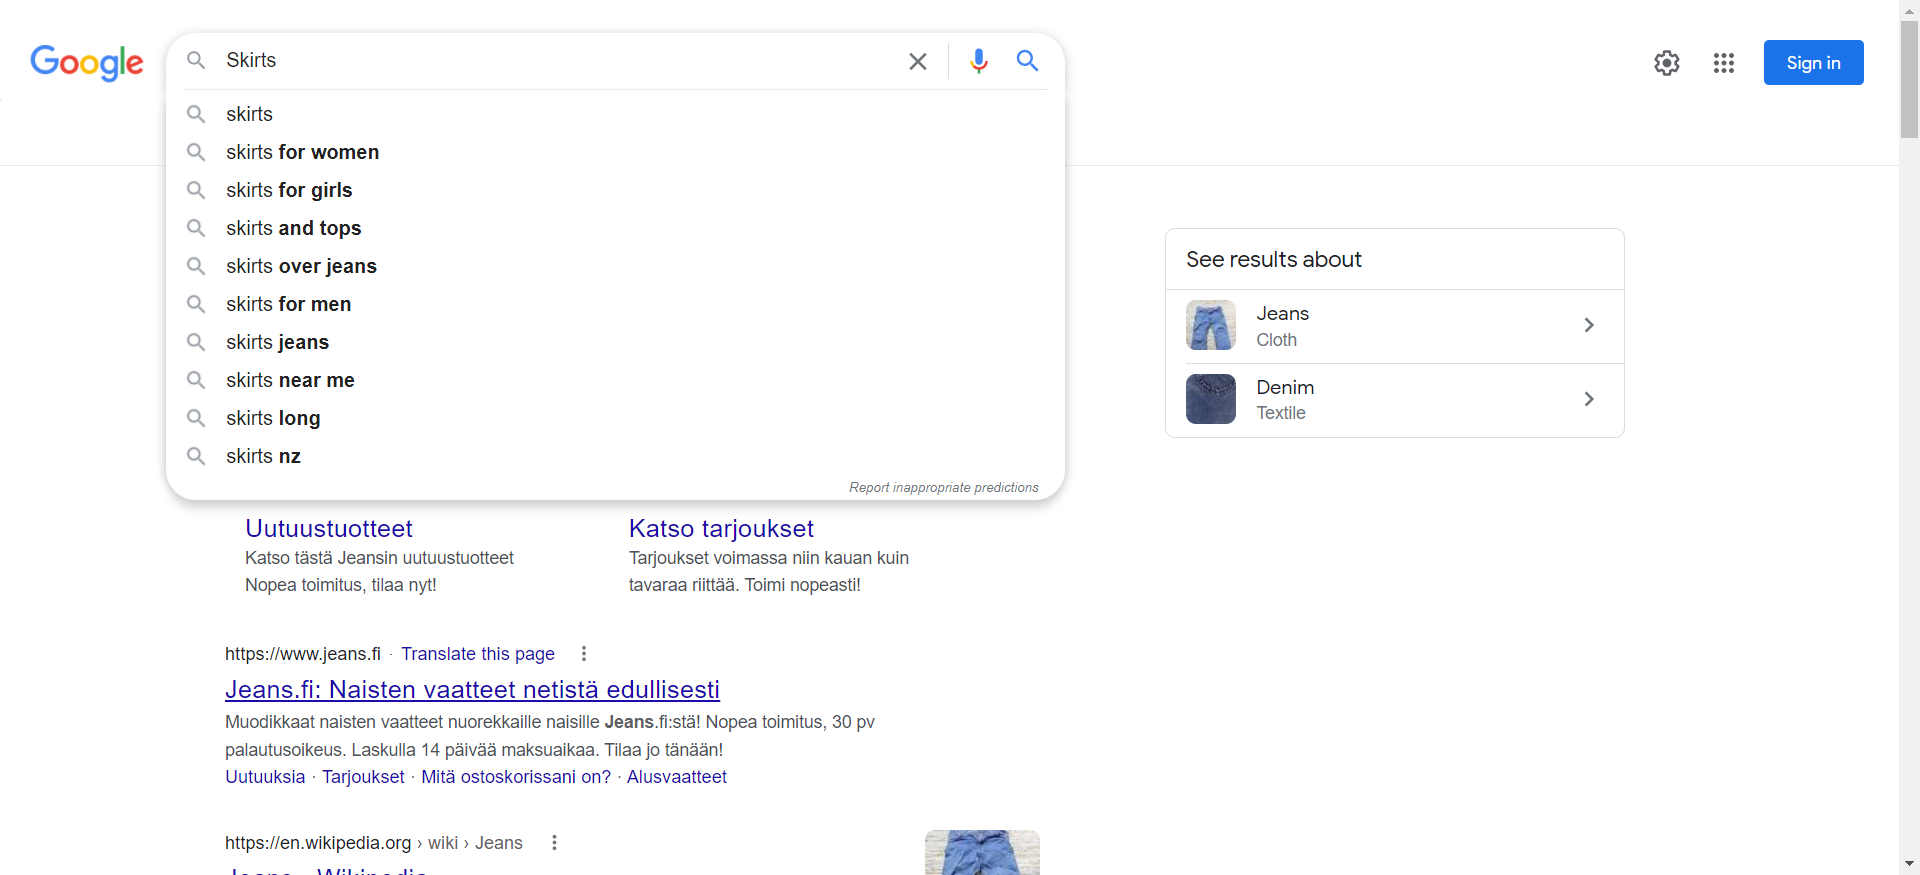 Google
Skirts
Sign in
skirts
skirts for women
skirts for girls
skirts and tops
skirts over jeans
skirts for men
skirts jeans
skirts near me
skirts long
skirts nz
Report inappropriate predictions
See results about
Jeans
Cloth
Denim
Textile
Uutuustuotteet
Katso tästä Jeansin uutuustuotteet
Nopea toimitus, tilaa nyt!
Katso tarjoukset
Tarjoukset voimassa niin kauan kuin
tavaraa riittää. Toimi nopeasti!
https://www.jeans.fi · Translate this page
Jeans.fi: Naisten vaatteet netistä edullisesti
Muodikkaat naisten vaatteet nuorekkaille naisille Jeans.fi:stä! Nopea toimitus, 30 pv
palautusoikeus. Laskulla 14 päivää maksuaikaa. Tilaa jo tänään!
Uutuuksia · Tarjoukset · Mitä ostoskorissani on? · Alusvaatteet
https://en.wikipedia.org › wiki › Jeans
Jeans - Wikipedia